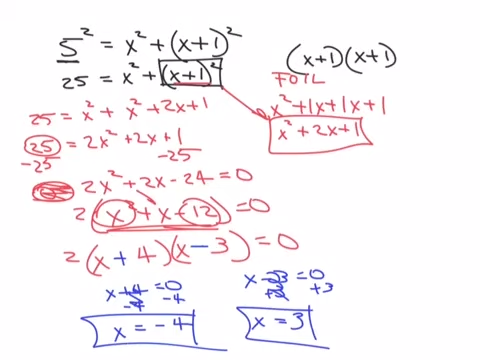 5² = x² + (x+1)²
25 = x² + (x+1)²
(x+1)(x+1)
FOIL
x² + 1x + 1x + 1
x² + 2x + 1
25 = x² + x² + 2x + 1
25 = 2x² + 2x + 1
-25 -25
2x² + 2x - 24 = 0
2(x² + x - 12) = 0
2(x + 4)(x - 3) = 0
x + 4 = 0
-4 -4
x = -4
x - 3 = 0
+3 +3
x = 3